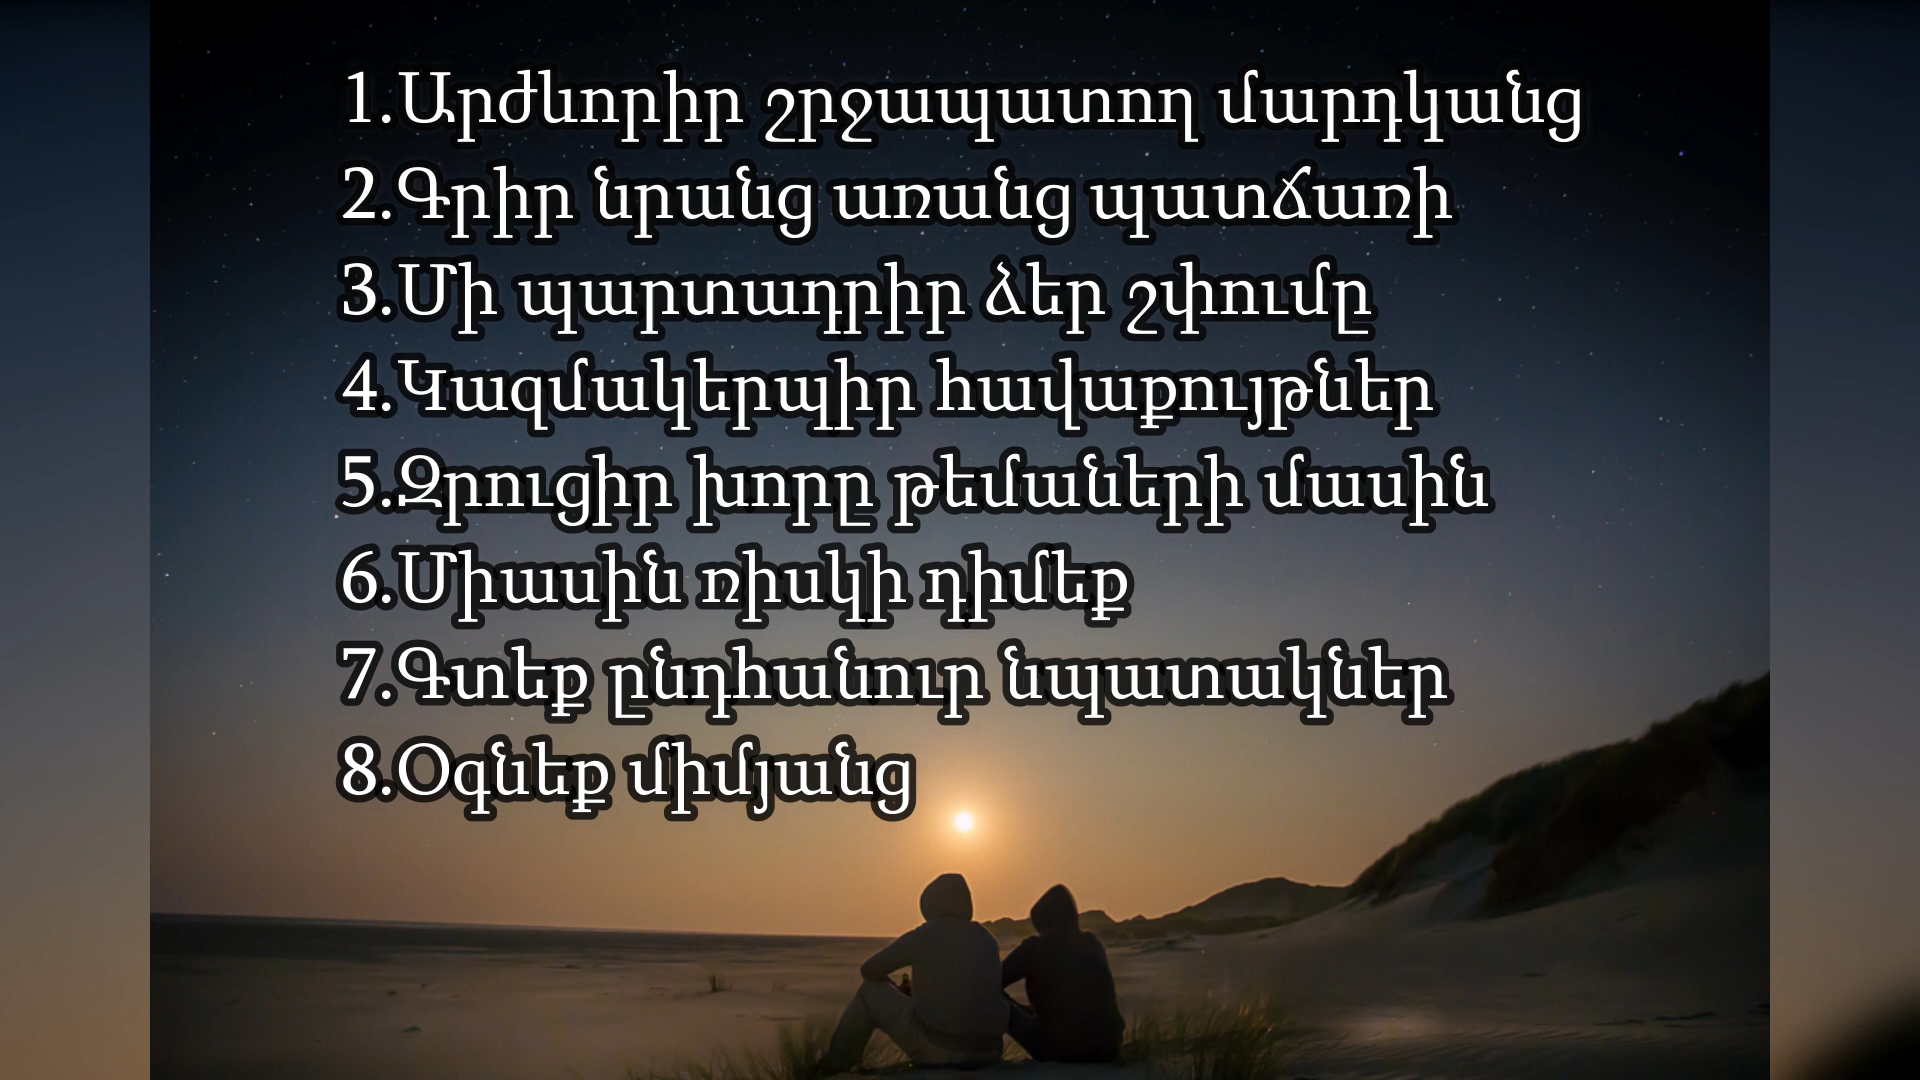 1.Արժևորիր շրջապատող մարդկանց
2.Գրիր նրանց առանց պատճառի
3.Մի պարտադրիր ձեր շփումը
4.Կազմակերպիր հավաքույթներ
5.Զրուցիր խորը թեմաների մասին
6.Միասին ռիսկի դիմեք
7.Գտեք ընդհանուր նպատակներ
8.Օգնեք միմյանց